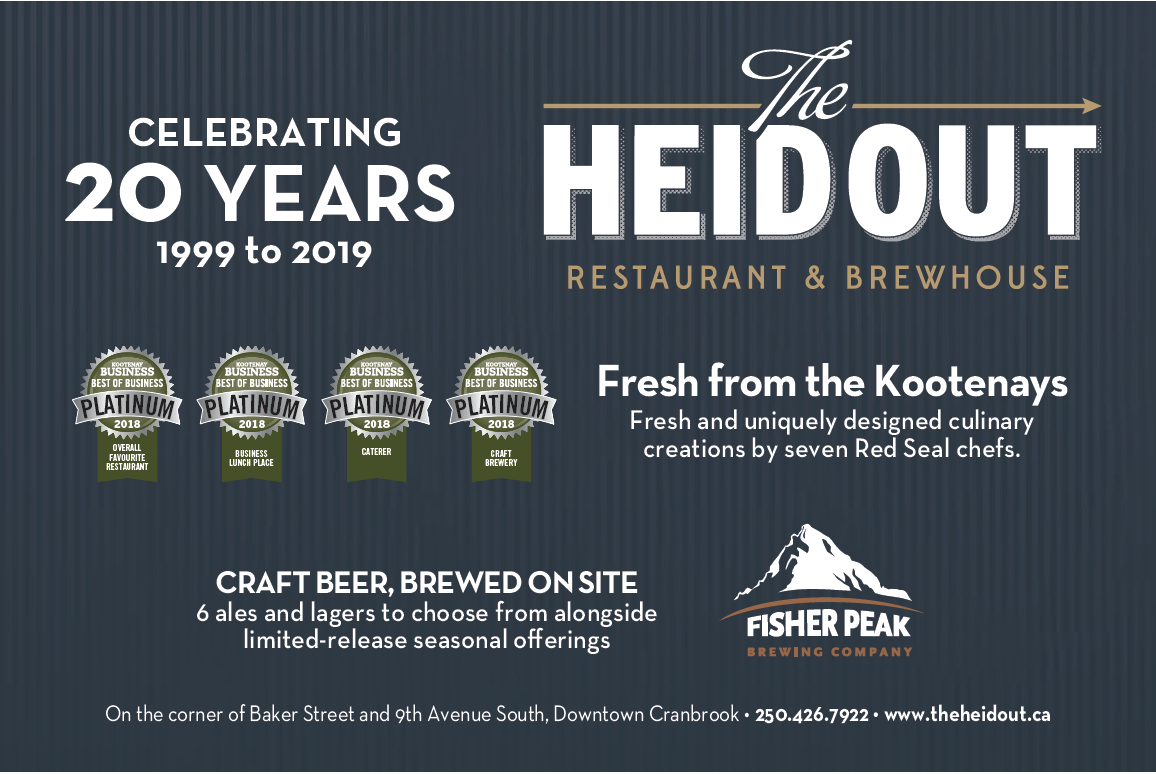 CELEBRATING
20 YEARS
1999 to 2019
The
HEIDOUT
RESTAURANT & BREWHOUSE
KOOTENAY
BUSINESS
BEST OF BUSINESS
PLATINUM
2018
OVERALL
FAVOURITE
RESTAURANT
KOOTENAY
BUSINESS
BEST OF BUSINESS
PLATINUM
2018
BUSINESS
LUNCH PLACE
KOOTENAY
BUSINESS
BEST OF BUSINESS
PLATINUM
2018
CATERER
KOOTENAY
BUSINESS
BEST OF BUSINESS
PLATINUM
2018
CRAFT
BREWERY
Fresh from the Kootenays
Fresh and uniquely designed culinary
creations by seven Red Seal chefs.
CRAFT BEER, BREWED ON SITE
6 ales and lagers to choose from alongside
limited-release seasonal offerings
FISHER PEAK
BREWING COMPANY
On the corner of Baker Street and 9th Avenue South, Downtown Cranbrook • 250.426.7922 • www.theheidout.ca